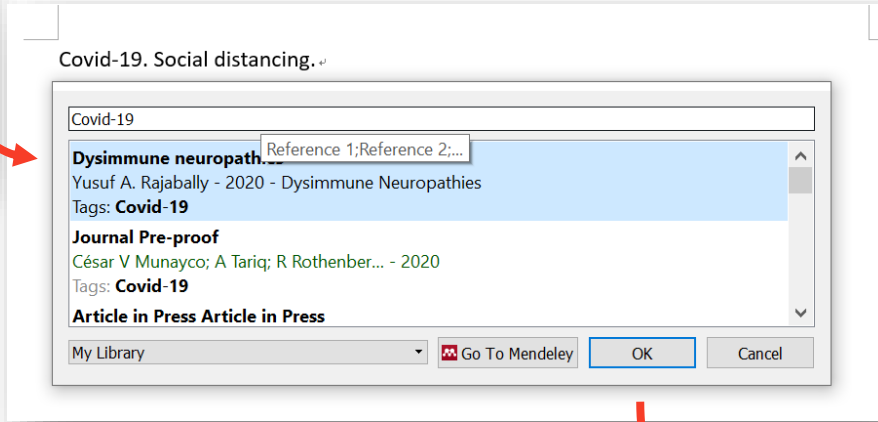 Covid-19. Social distancing.
Covid-19
Reference 1;Reference 2;...
Dysimmune neuropath
Yusuf A. Rajabally - 2020 - Dysimmune Neuropathies
Tags: Covid-19
Journal Pre-proof
César V Munayco; A Tariq; R Rothenber... - 2020
Tags: Covid-19
Article in Press Article in Press
My Library
Go To Mendeley
OK
Cancel